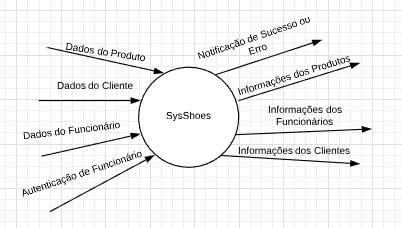 Dados do Produto
Dados do Cliente
Dados do Funcionário
Autenticação de Funcionário
SysShoes
Notificação de Sucesso ou
Erro
Informações dos Produtos
Informações dos
Funcionários
Informações dos Clientes